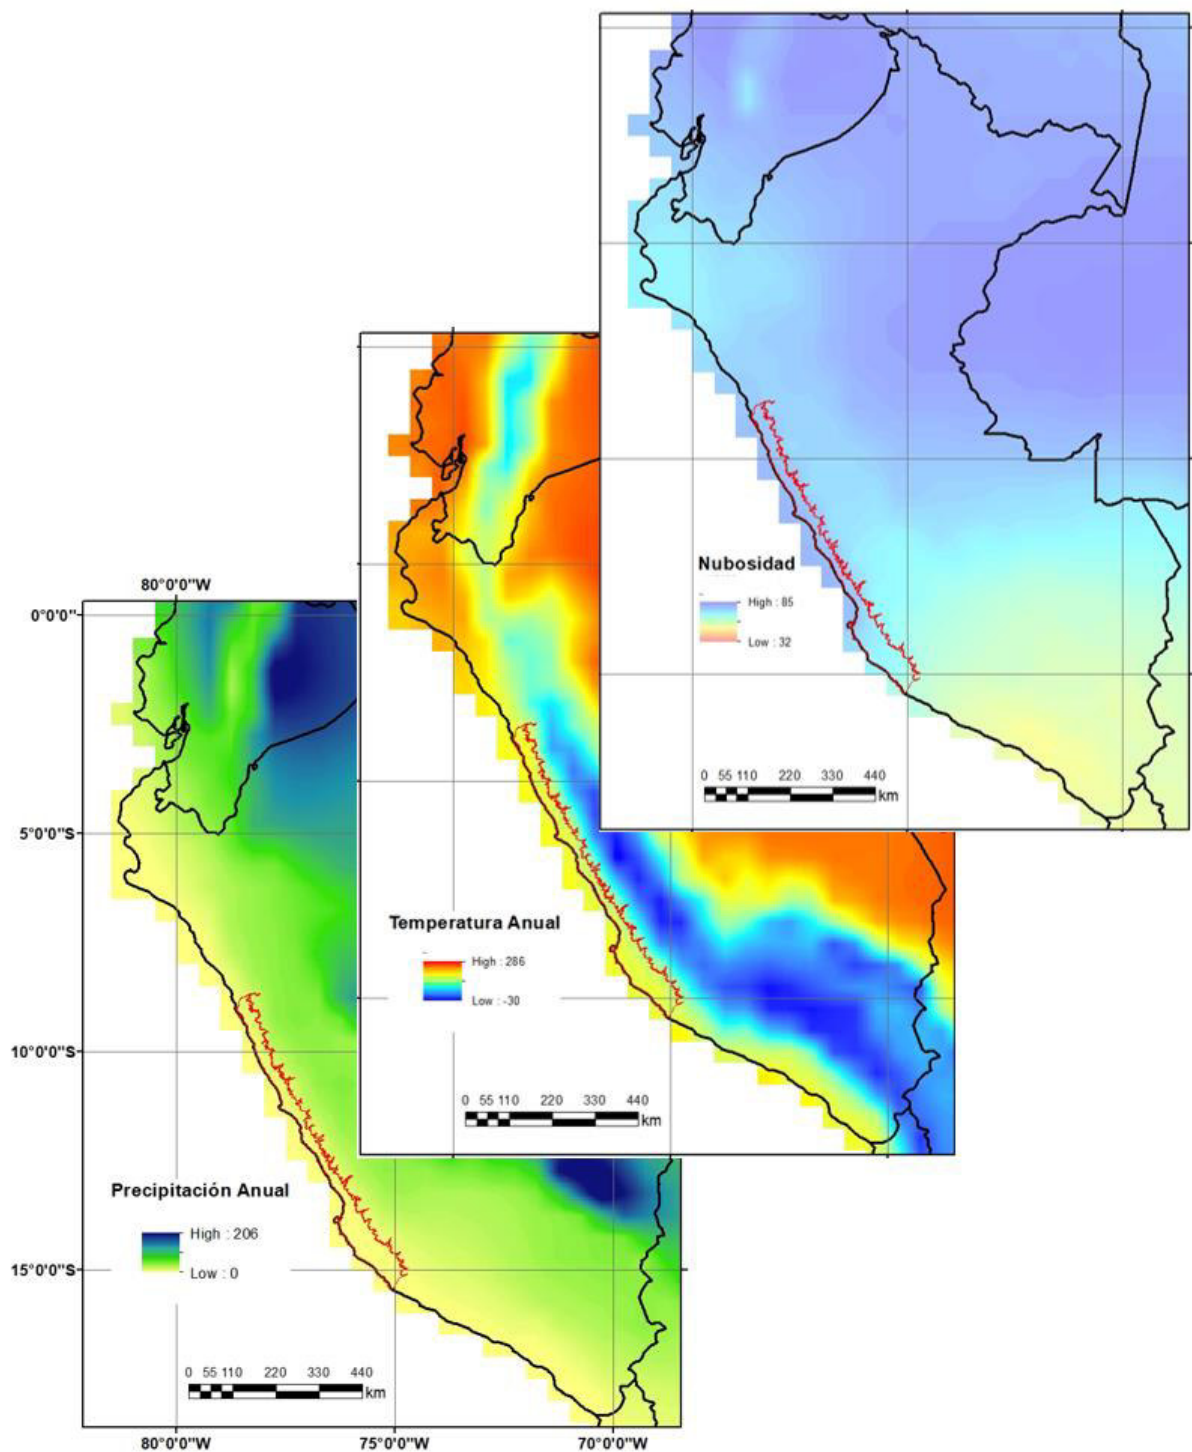 Nubosidad
High : 85
Low : 32
0 55 110 220 330 440
km
80°0'0"W
0°0'0"
5°0'0"S
10°0'0"S
15°0'0"S
Temperatura Anual
High : 286
Low : -30
0 55 110 220 330 440
km
Precipitación Anual
High : 206
Low : 0
0 55 110 220 330 440
km
80°0'0"W 75°0'0"W 70°0'0"W